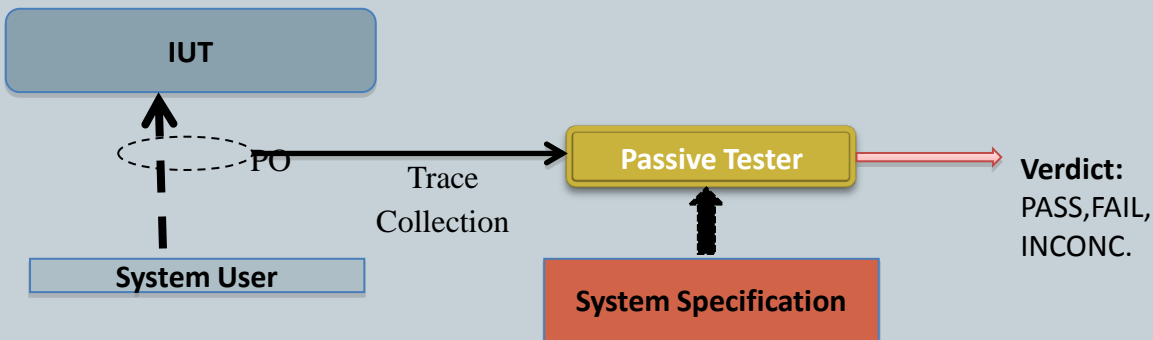 IUT
PO
Trace
Collection
Passive Tester
Verdict:
PASS,FAIL,
INCONC.
System User
System Specification